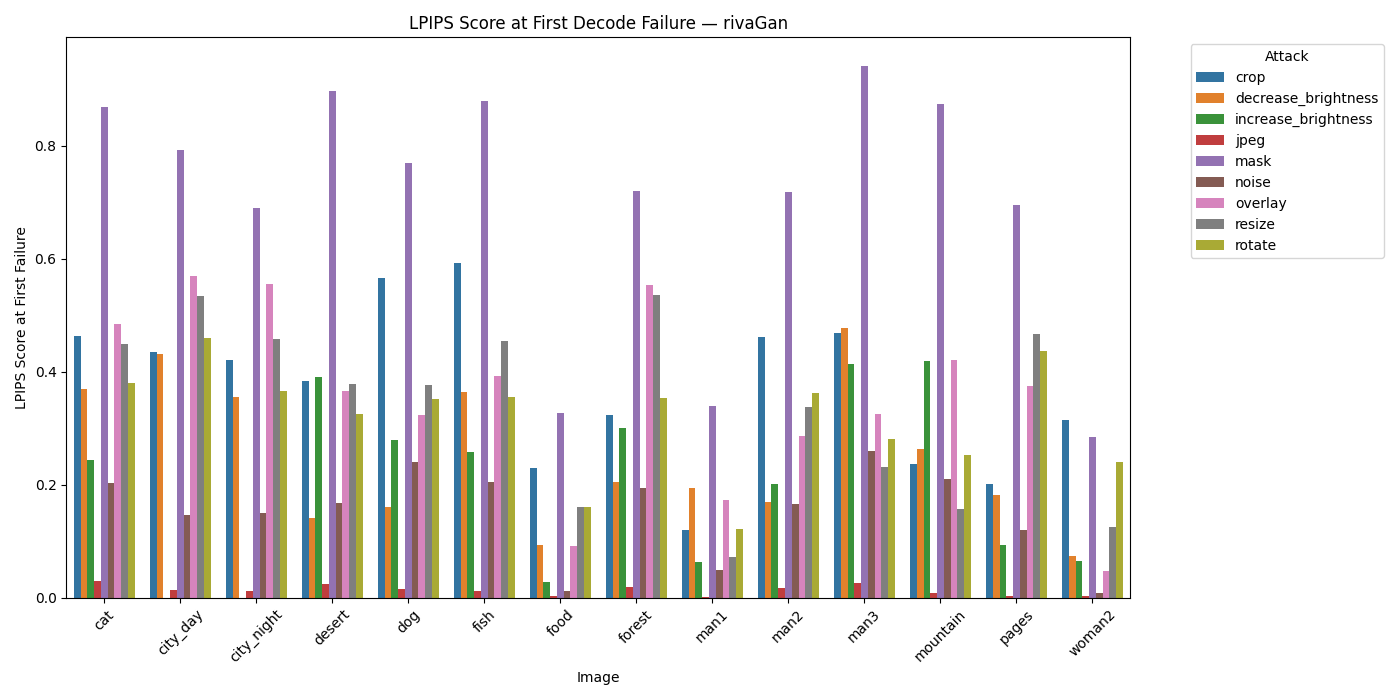 LPIPS Score at First Decode Failure — rivaGan
LPIPS Score at First Failure
0.8
0.6
0.4
0.2
0.0
cat
city_day
city_night
desert
dog
fish
food
forest
man1
man2
man3
mountain
pages
woman2
Image
Attack
crop
decrease_brightness
increase_brightness
jpeg
mask
noise
overlay
resize
rotate